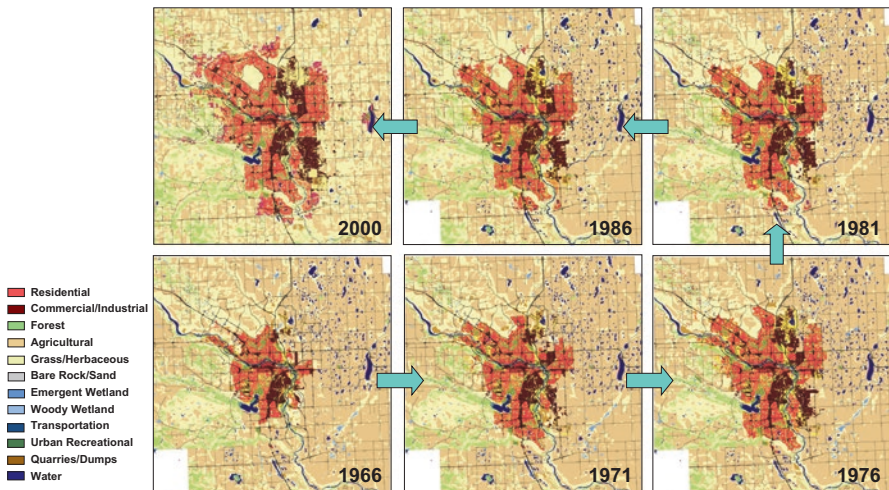 2000
1986
1981
Residential
Commercial/Industrial
Forest
Agricultural
Grass/Herbaceous
Bare Rock/Sand
Emergent Wetland
Woody Wetland
Transportation
Urban Recreational
Quarries/Dumps
Water
1966
1971
1976